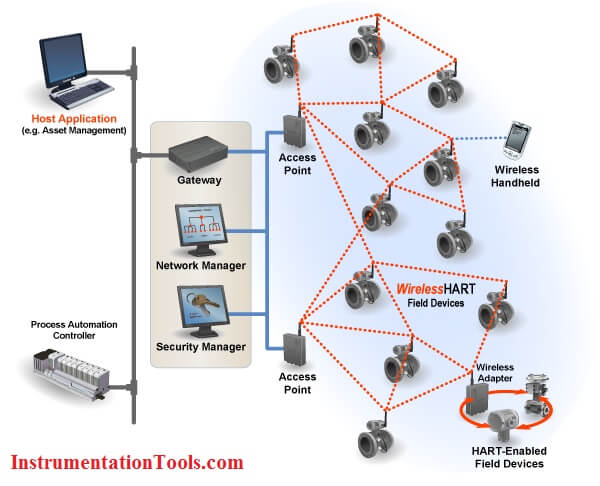 Host Application
(e.g. Asset Management)
Gateway
Network Manager
Security Manager
Process Automation
Controller
Access
Point
Wireless
Handheld
WirelessHART
Field Devices
Access
Point
Wireless
Adapter
HART-Enabled
Field Devices
InstrumentationTools.com